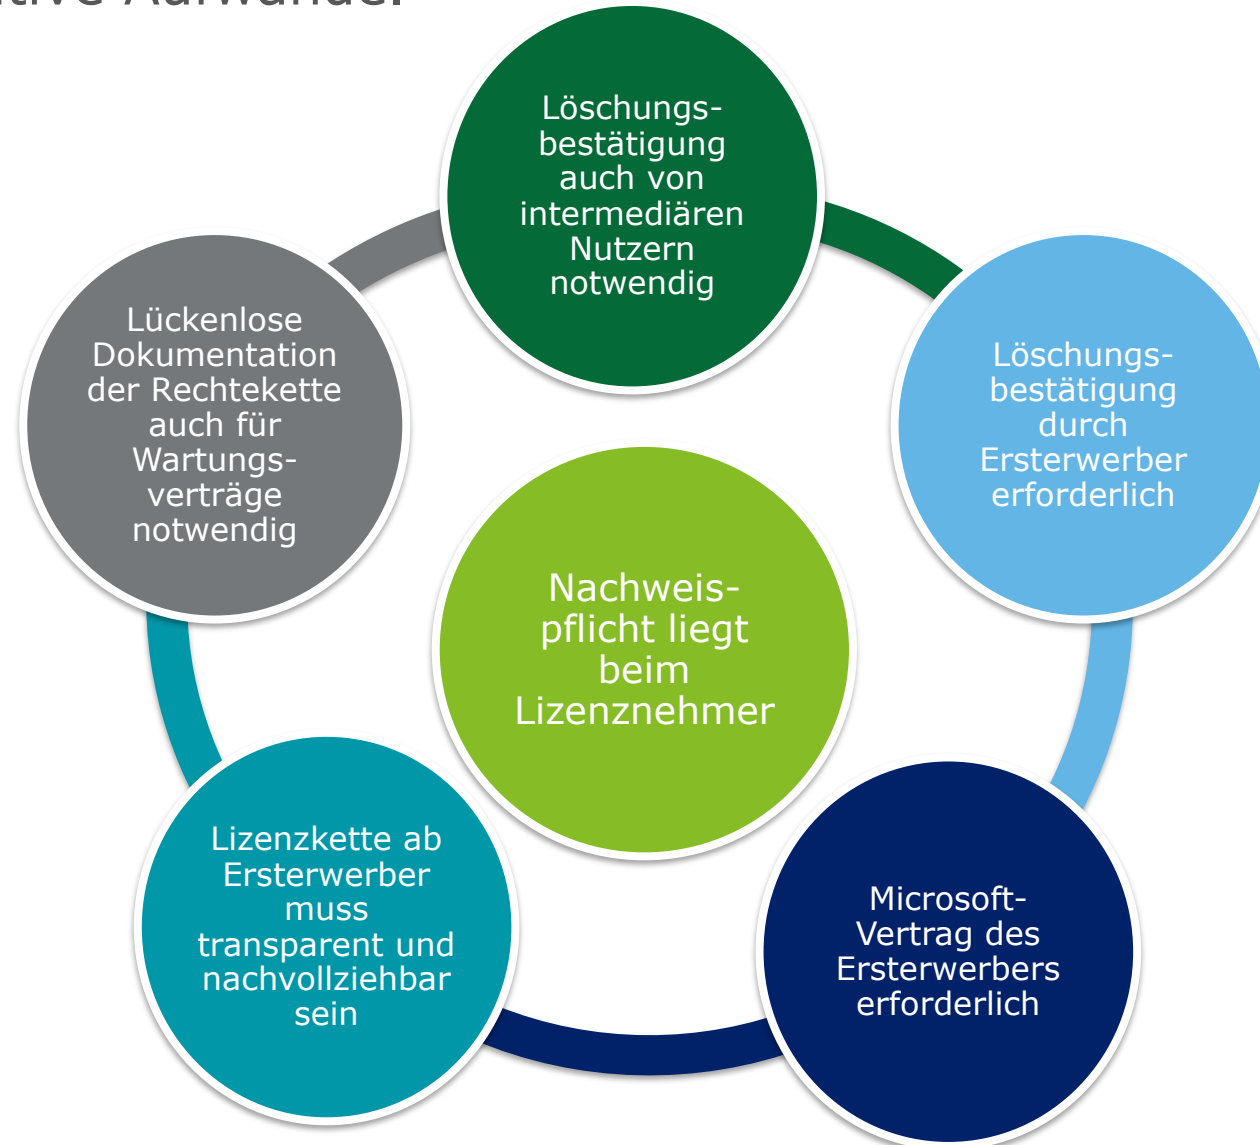 Aufwände.
Löschungs-
bestätigung
auch von
intermediären
Nutzern
notwendig
Löschungs-
bestätigung
durch
Ersterwerber
erforderlich
Microsoft-
Vertrag des
Ersterwerbers
erforderlich
Lizenzkette ab
Ersterwerber
muss
transparent und
nachvollziehbar
sein
Lückenlose
Dokumentation
der Rechtekette
auch für
Wartungs-
verträge
notwendig
Nachweis-
pflicht liegt
beim
Lizenznehmer